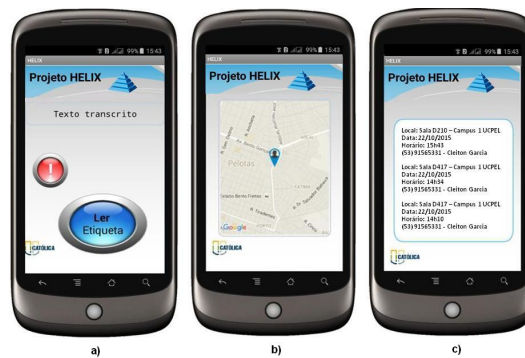 99% 15:43
HELIX
Projeto HELIX
Texto transcrito
!
Ler
Etiqueta
CATÓLICA
a)
99% 15:43
HELIX
Projeto HELIX
Pelotas
Google
CATÓLICA
b)
99% 15:43
HELIX
Projeto HELIX
Local: Sala D210 – Campus 1 UCPEL
Data: 22/10/2015
Horário: 15h43
(53) 91565331 - Cleiton Garcia
Local: Sala D417 – Campus 1 UCPEL
Data: 22/10/2015
Horário: 14h34
(53) 91565331 - Cleiton Garcia
Local: Sala D417 – Campus 1 UCPEL
Data: 22/10/2015
Horário: 14h10
(53) 91565331 - Cleiton Garcia
CATÓLICA
c)